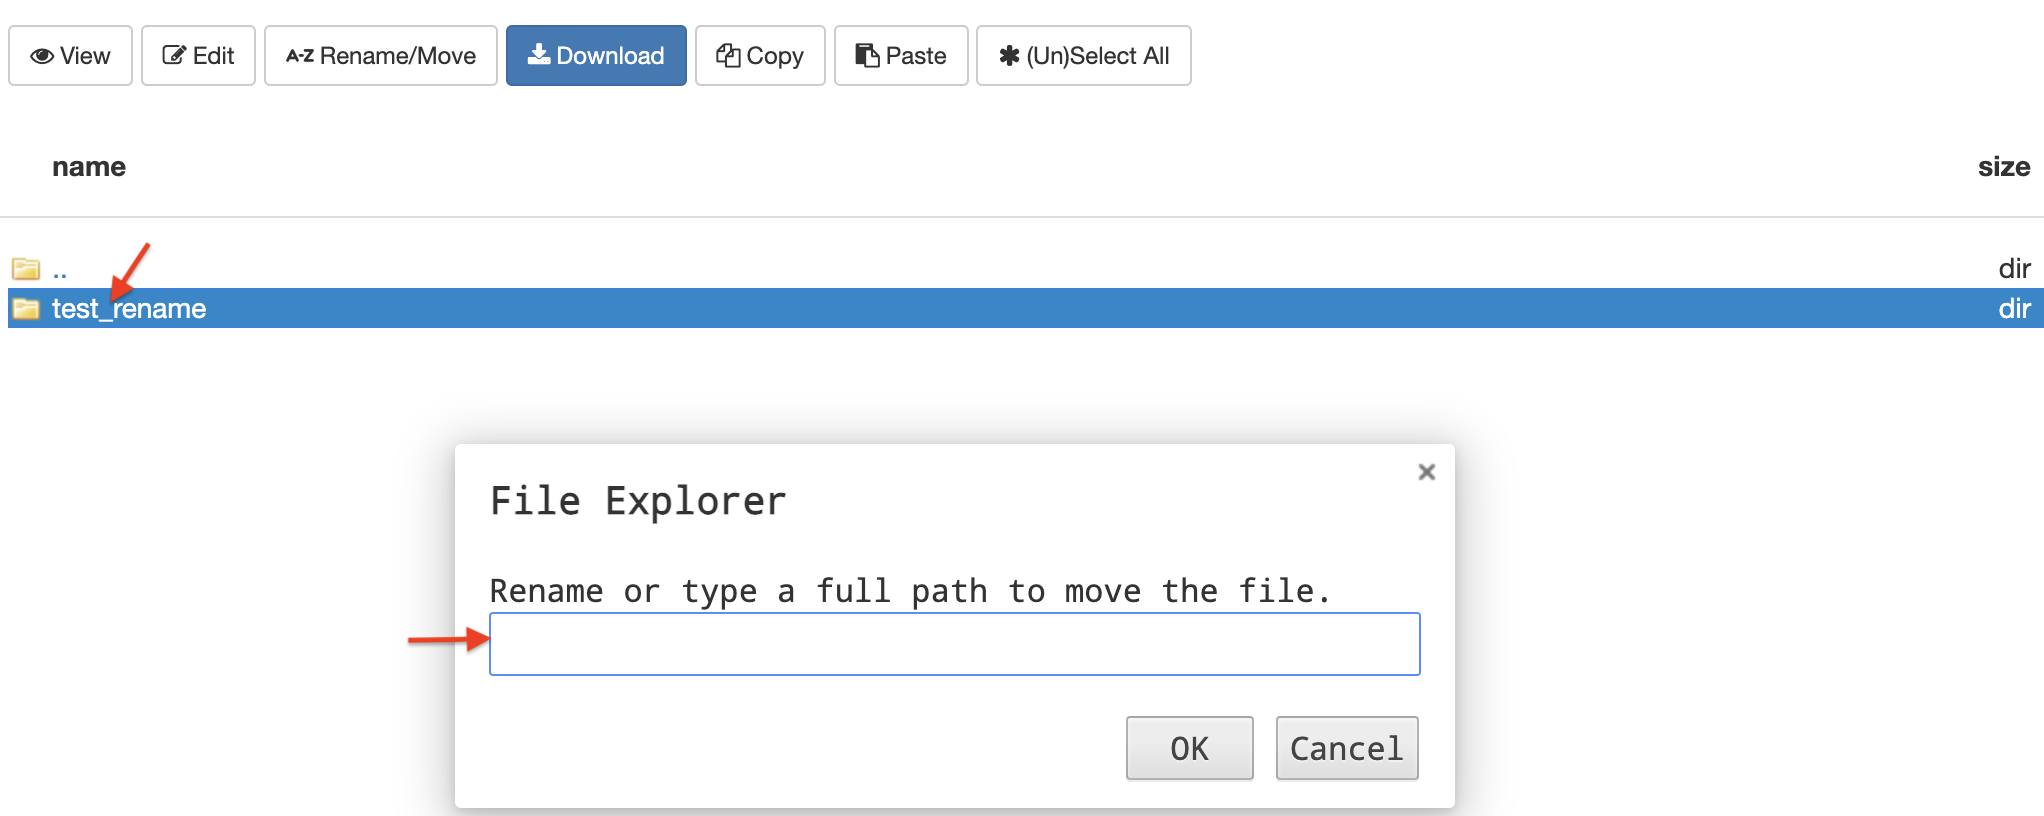 View Edit A-Z Rename/Move Download Copy Paste (Un)Select All
name size
.. dir
test_rename dir
File Explorer
Rename or type a full path to move the file.
OK Cancel